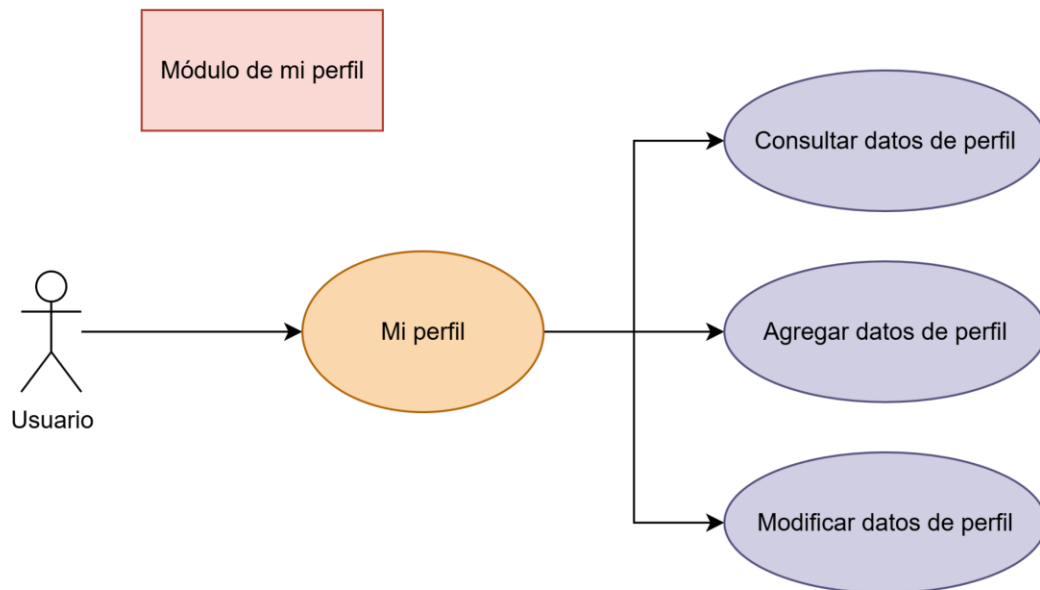 Módulo de mi perfil
Consultar datos de perfil
Mi perfil
Agregar datos de perfil
Usuario
Modificar datos de perfil